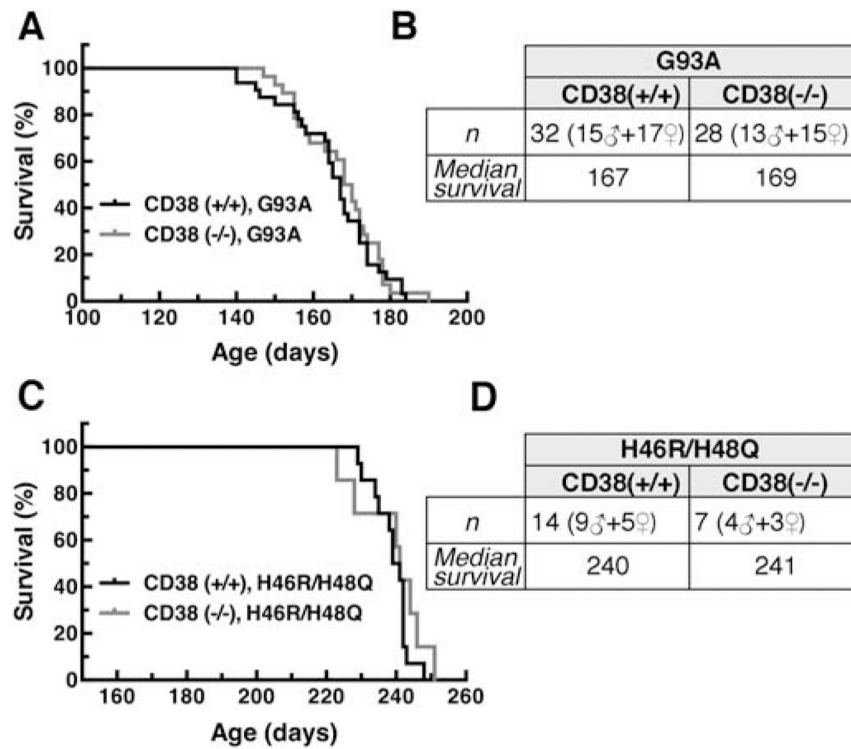 A
100
80
60
40
20
0
Survival (%)
CD38 (+/+), G93A
CD38 (-/-), G93A
100 120 140 160 180 200
Age (days)
B
G93A
CD38(+/+) CD38(-/-)
n 32 (15♂+17♀) 28 (13♂+15♀)
Median
survival 167 169
C
100
80
60
40
20
0
Survival (%)
CD38 (+/+), H46R/H48Q
CD38 (-/-), H46R/H48Q
160 180 200 220 240 260
Age (days)
D
H46R/H48Q
CD38(+/+) CD38(-/-)
n 14 (9♂+5♀) 7 (4♂+3♀)
Median
survival 240 241